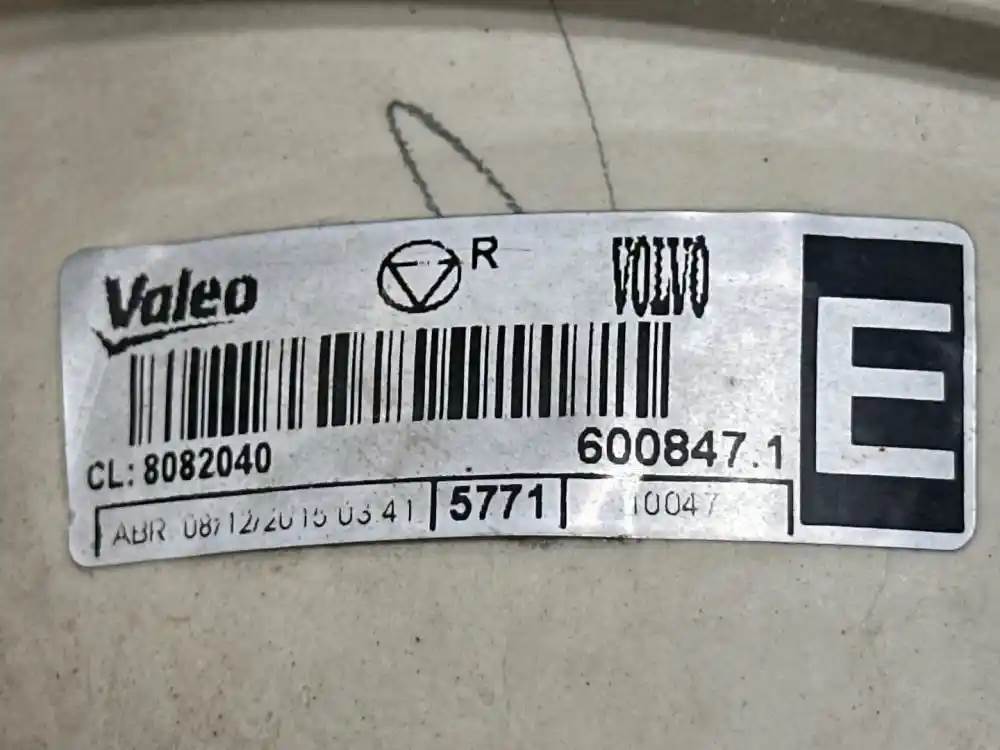 Valeo R VOLVO
E
CL: 8082040 600847.1
ABR 08/12/2015 03:41 5771 10047